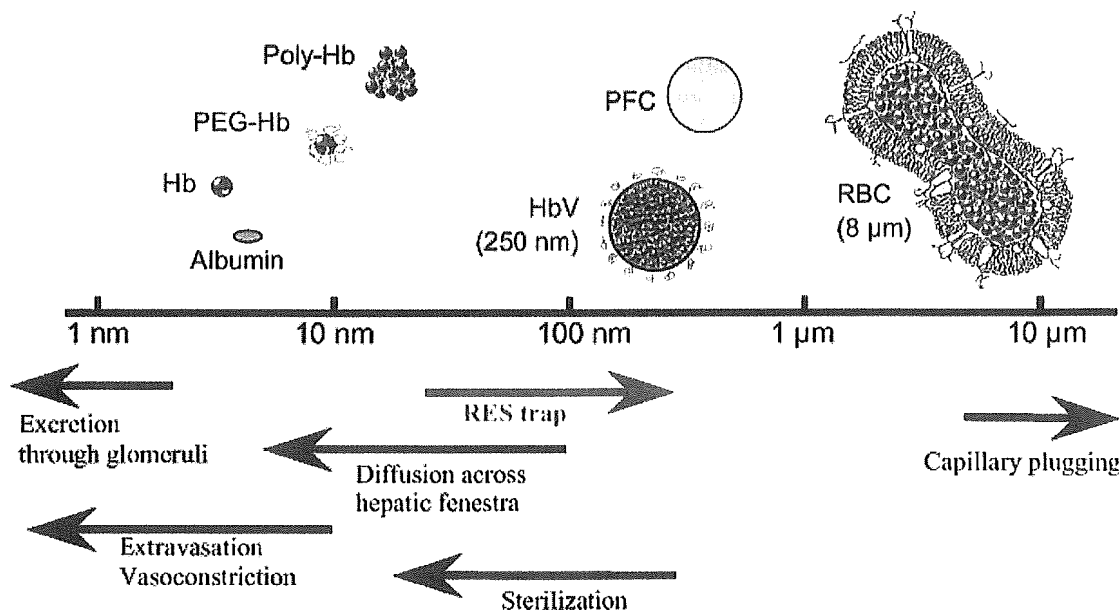 Poly-Hb
PEG-Hb
Hb
Albumin
PFC
HbV
(250 nm)
RBC
(8 µm)
1 nm
10 nm
100 nm
1 µm
10 µm
Excretion
through glomeruli
RES trap
Diffusion across
hepatic fenestra
Capillary plugging
Extravasation
Vasoconstriction
Sterilization